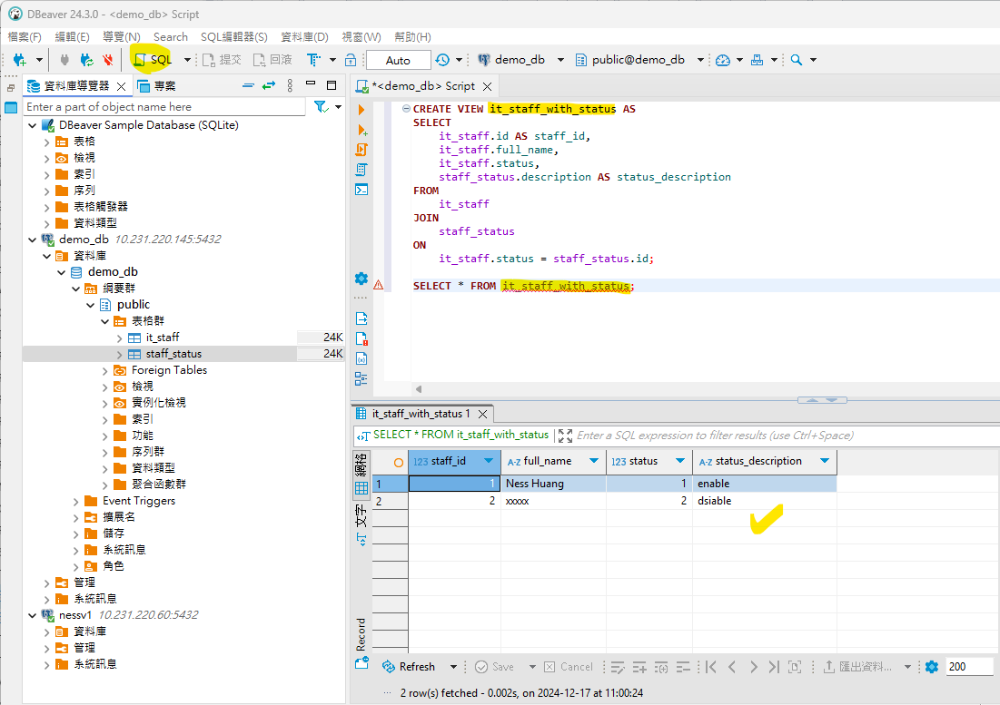 DBeaver 24.3.0 - <demo_db> Script
檔案(F) 編輯(E) 導覽(N) Search SQL編輯器(S) 資料庫(D) 視窗(W) 幫助(H)
SQL 提交 回滾 Auto demo_db public@demo_db
資料庫導覽器 專案
Enter a part of object name here
DBeaver Sample Database (SQLite)
表格
檢視
索引
序列
表格觸發器
資料類型
demo_db 10.231.220.145:5432
資料庫
demo_db
綱要群
public
表格群
it_staff 24K
staff_status 24K
Foreign Tables
檢視
實例化檢視
索引
功能
序列群
資料類型
聚合函數群
Event Triggers
擴展名
儲存
系統訊息
角色
管理
系統訊息
nessv1 10.231.220.60:5432
資料庫
管理
系統訊息
*<demo_db> Script
CREATE VIEW it_staff_with_status AS
SELECT
it_staff.id AS staff_id,
it_staff.full_name,
it_staff.status,
staff_status.description AS status_description
FROM
it_staff
JOIN
staff_status
ON
it_staff.status = staff_status.id;
SELECT * FROM it_staff_with_status;
it_staff_with_status 1
SELECT * FROM it_staff_with_status Enter a SQL expression to filter results (use Ctrl+Space)
網格
文字
Record
123 staff_id A-Z full_name 123 status A-Z status_description
1 1 Ness Huang 1 enable
2 2 xxxxx 2 dsiable
Refresh Save Cancel 匯出資料... 200
2 row(s) fetched - 0.002s, on 2024-12-17 at 11:00:24